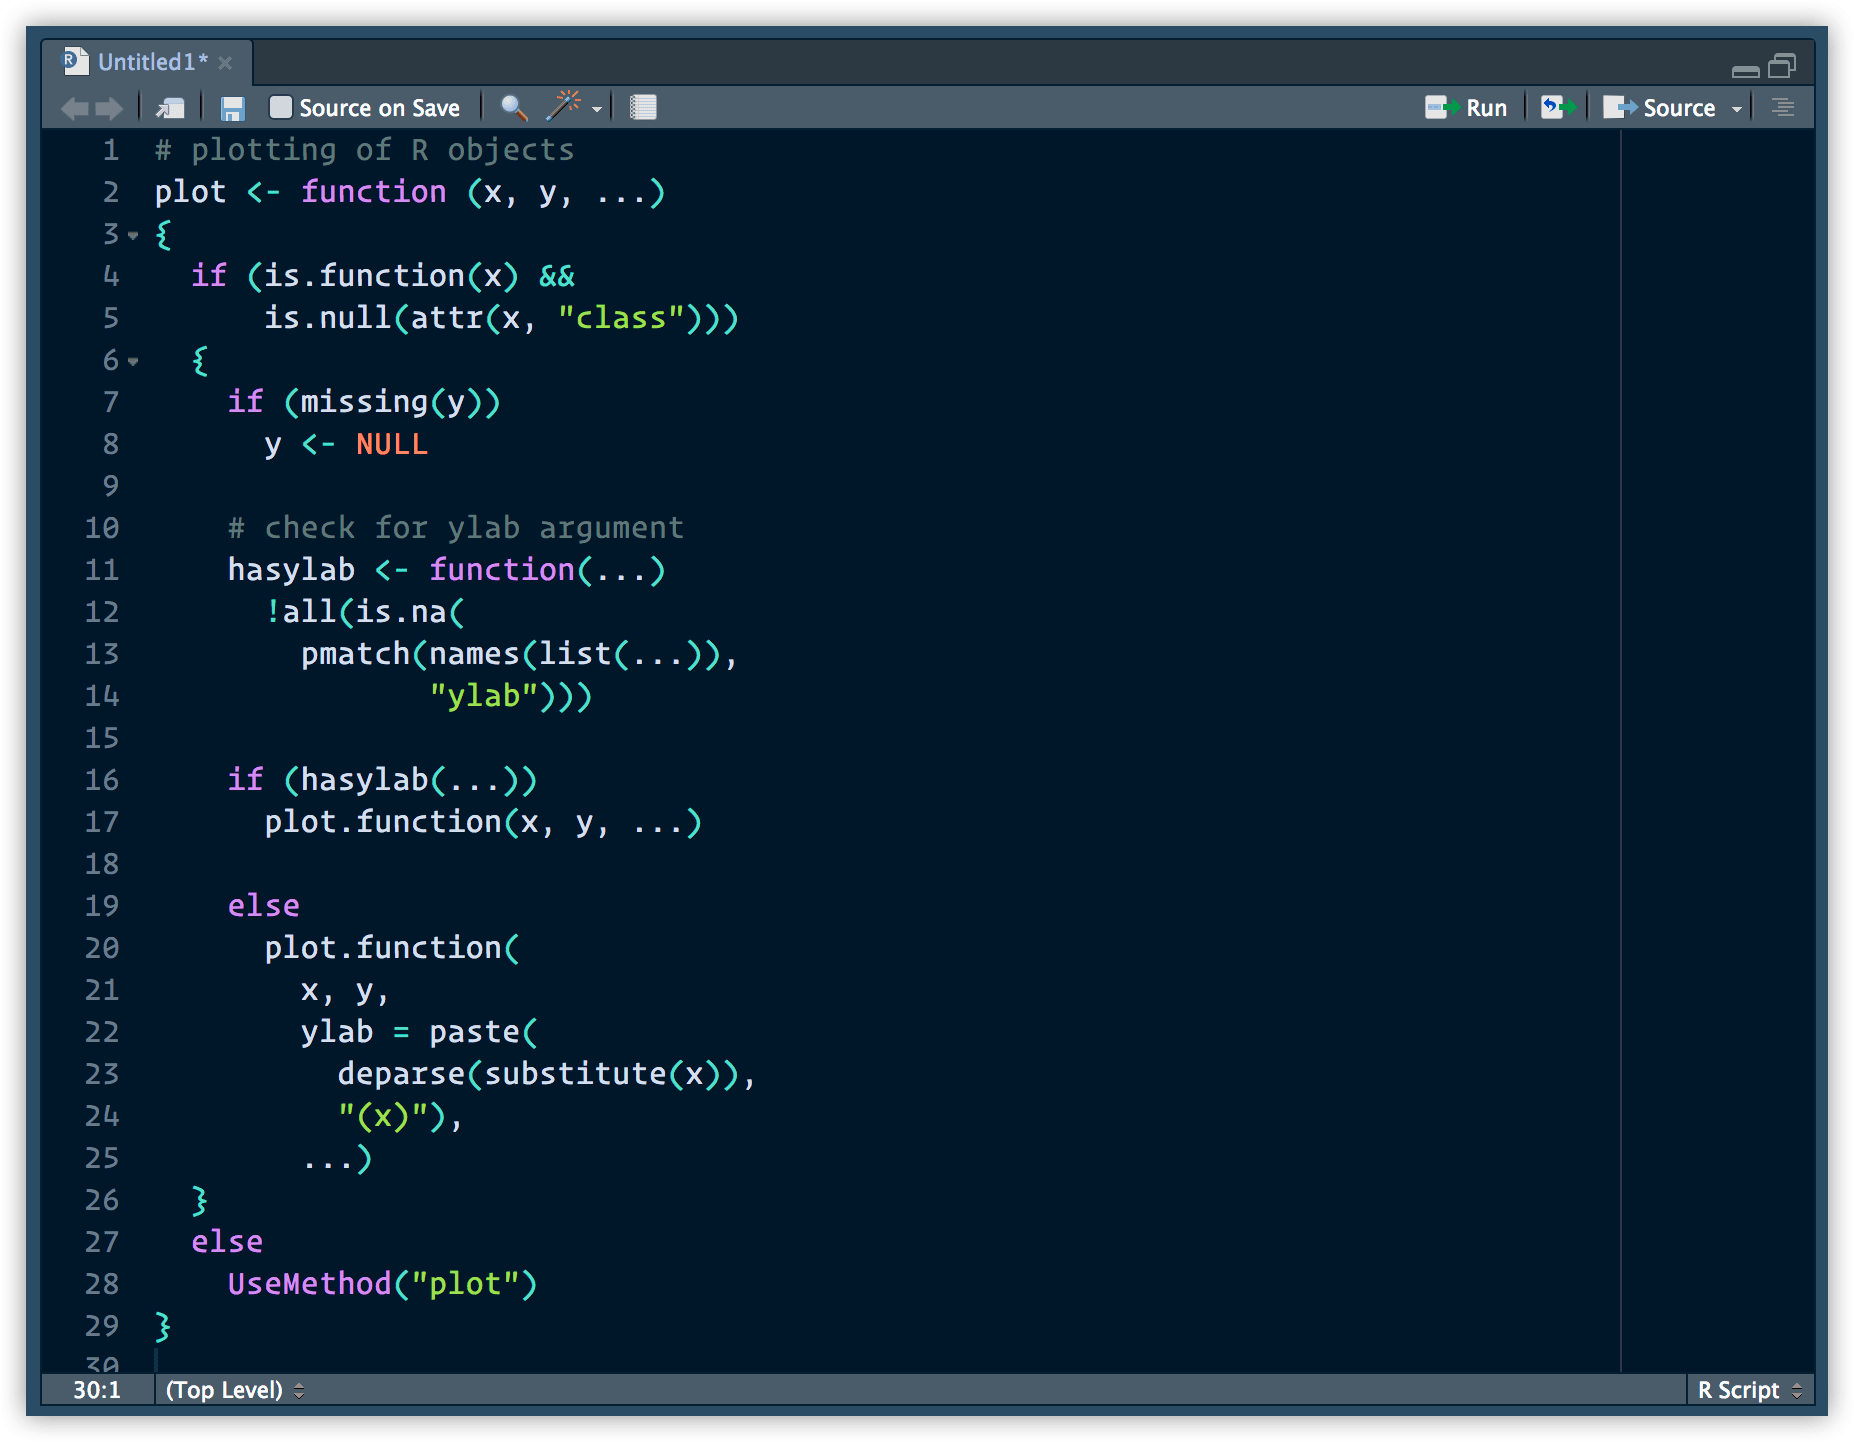 Untitled1*
Source on Save
Run
Source
1 # plotting of R objects
2 plot <- function (x, y, ...)
3 {
4   if (is.function(x) &&
5       is.null(attr(x, "class")))
6   {
7     if (missing(y))
8       y <- NULL
9
10     # check for ylab argument
11     hasylab <- function(...)
12       !all(is.na(
13         pmatch(names(list(...)),
14                "ylab")))
15
16     if (hasylab(...))
17       plot.function(x, y, ...)
18
19     else
20       plot.function(
21         x, y,
22         ylab = paste(
23           deparse(substitute(x)),
24           "(x)"),
25         ...)
26   }
27   else
28     UseMethod("plot")
29 }
30
30:1 (Top Level)
R Script